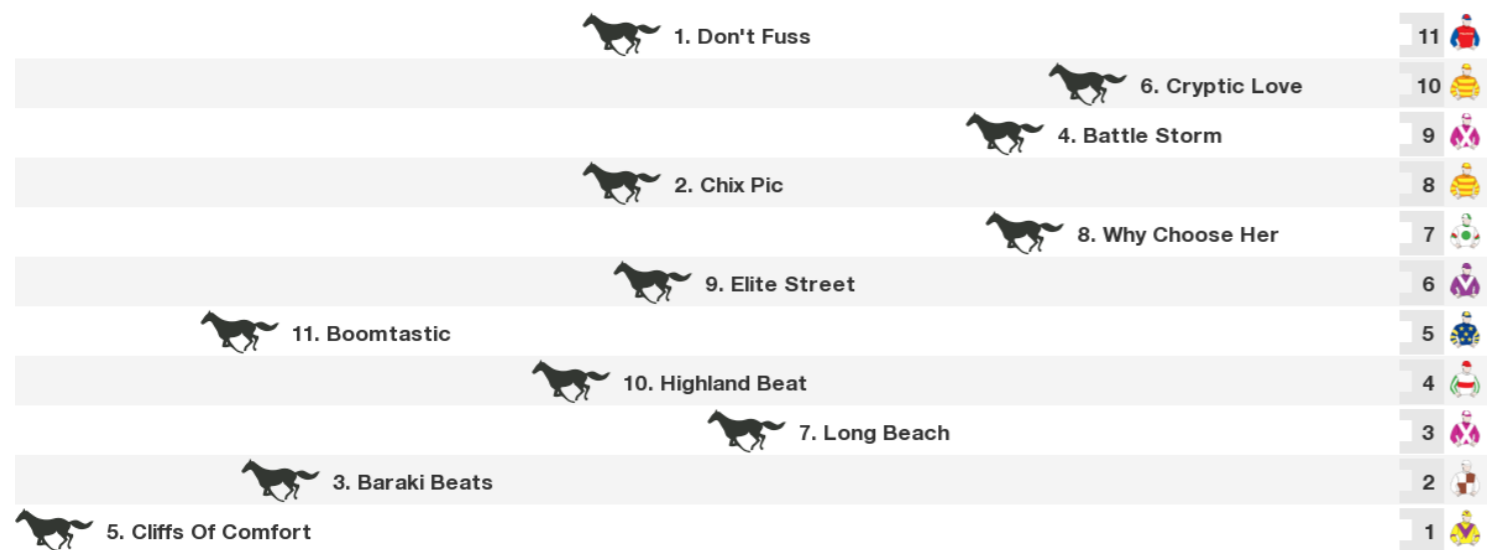 1. Don't Fuss 11
6. Cryptic Love 10
4. Battle Storm 9
2. Chix Pic 8
8. Why Choose Her 7
9. Elite Street 6
11. Boomtastic 5
10. Highland Beat 4
7. Long Beach 3
3. Baraki Beats 2
5. Cliffs Of Comfort 1